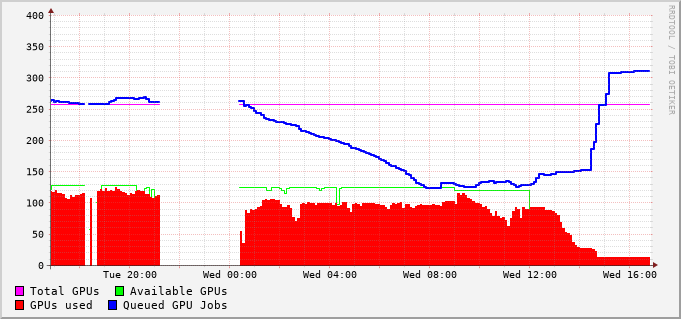 400
350
300
250
200
150
100
50
0
Tue 20:00 Wed 00:00 Wed 04:00 Wed 08:00 Wed 12:00 Wed 16:00
Total GPUs Available GPUs
GPUs used Queued GPU Jobs
RRDTOOL / TOBI OETIKER